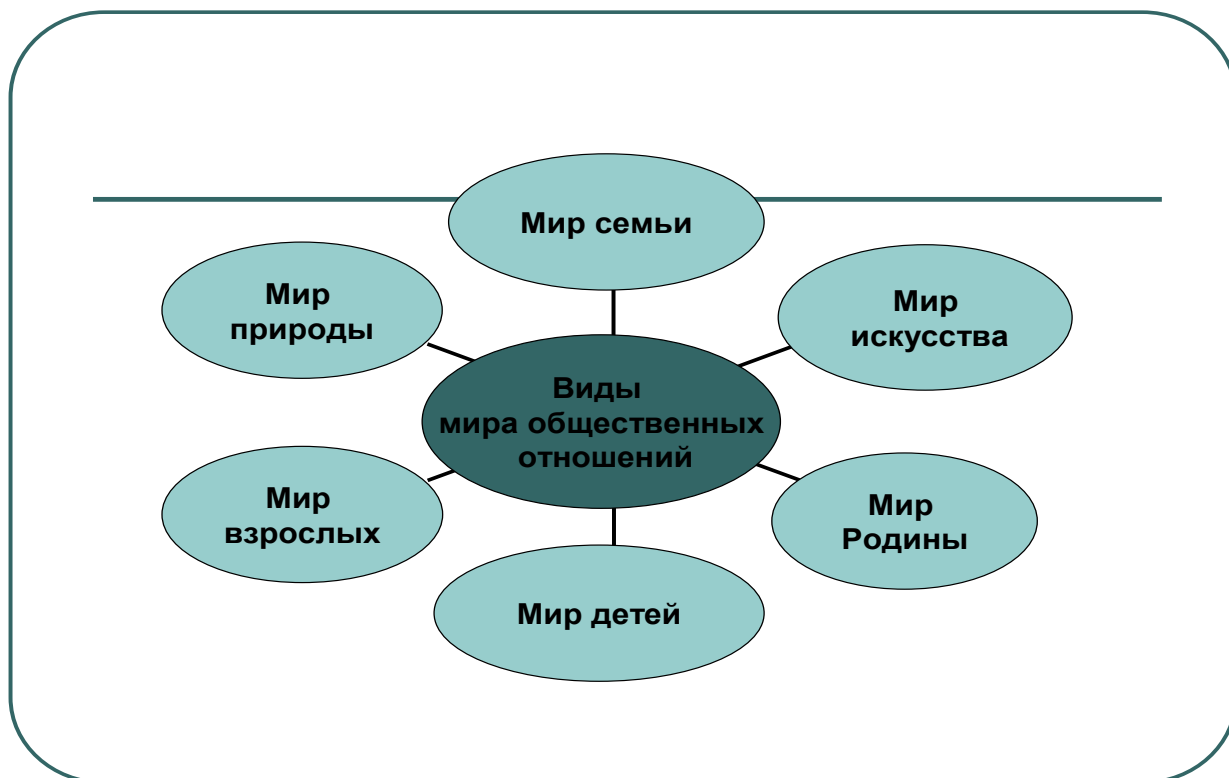 Мир семьи
Мир
природы
Мир
искусства
Виды
мира общественных
отношений
Мир
взрослых
Мир
Родины
Мир детей